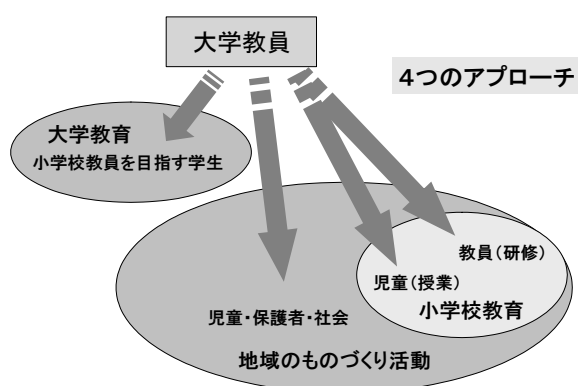 大学教員
4つのアプローチ
大学教育
小学校教員を目指す学生
教員(研修)
児童(授業)
小学校教育
児童・保護者・社会
地域のものづくり活動